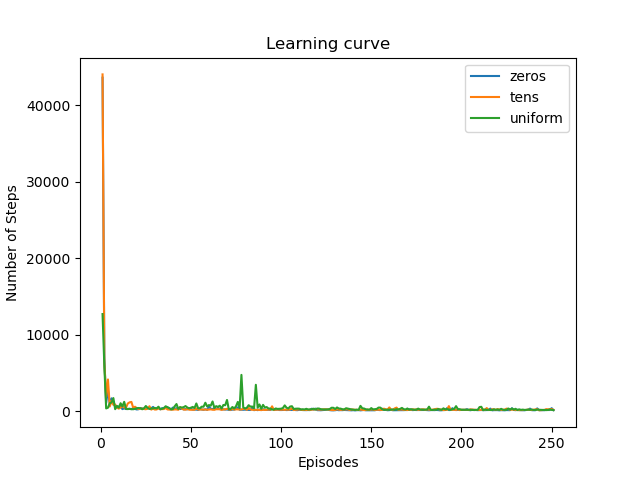 Learning curve
zeros
tens
uniform
Number of Steps
40000
30000
20000
10000
0
0 50 100 150 200 250
Episodes